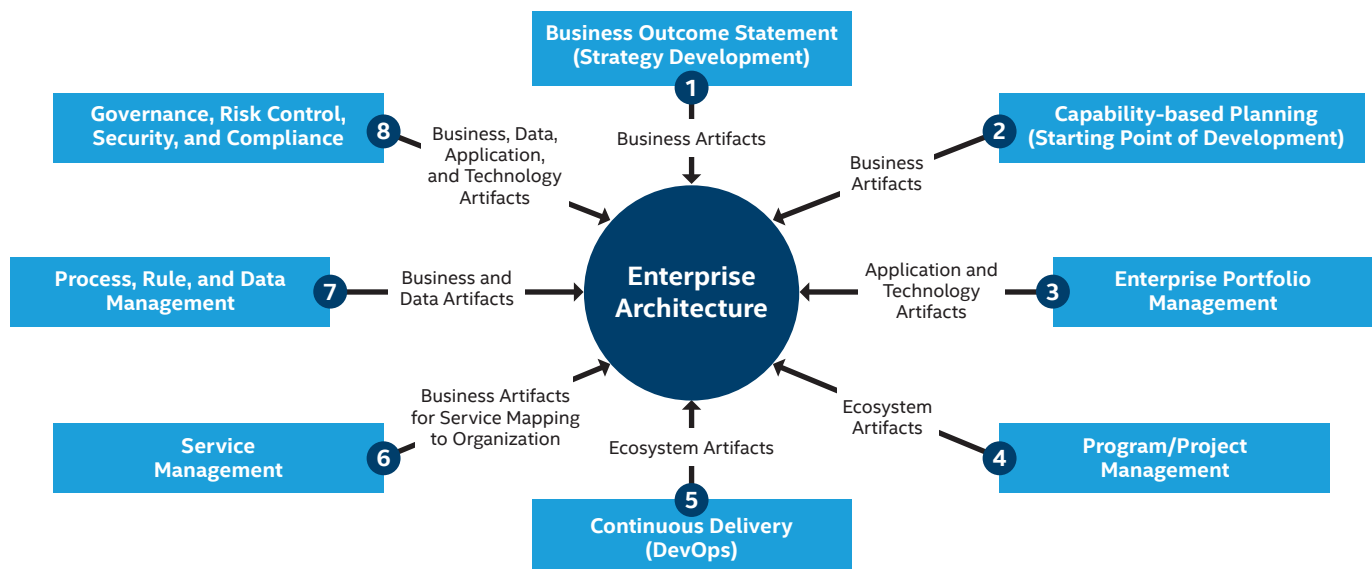 Business Outcome Statement
(Strategy Development)
1
Business Artifacts
Capability-based Planning
(Starting Point of Development)
2
Business
Artifacts
Enterprise Portfolio
Management
3
Application and
Technology
Artifacts
Program/Project
Management
4
Ecosystem
Artifacts
Continuous Delivery
(DevOps)
5
Ecosystem Artifacts
Service
Management
6
Business Artifacts
for Service Mapping
to Organization
Process, Rule, and Data
Management
7
Business and
Data Artifacts
Governance, Risk Control,
Security, and Compliance
8
Business, Data,
Application,
and Technology
Artifacts
Enterprise
Architecture